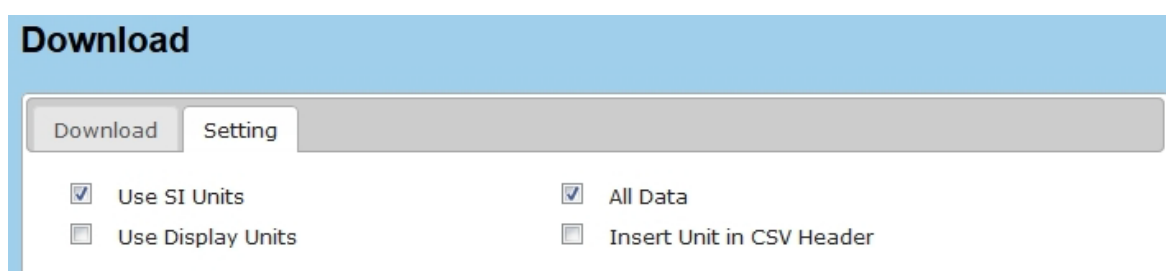 Download
Download Setting
Use SI Units All Data
Use Display Units Insert Unit in CSV Header